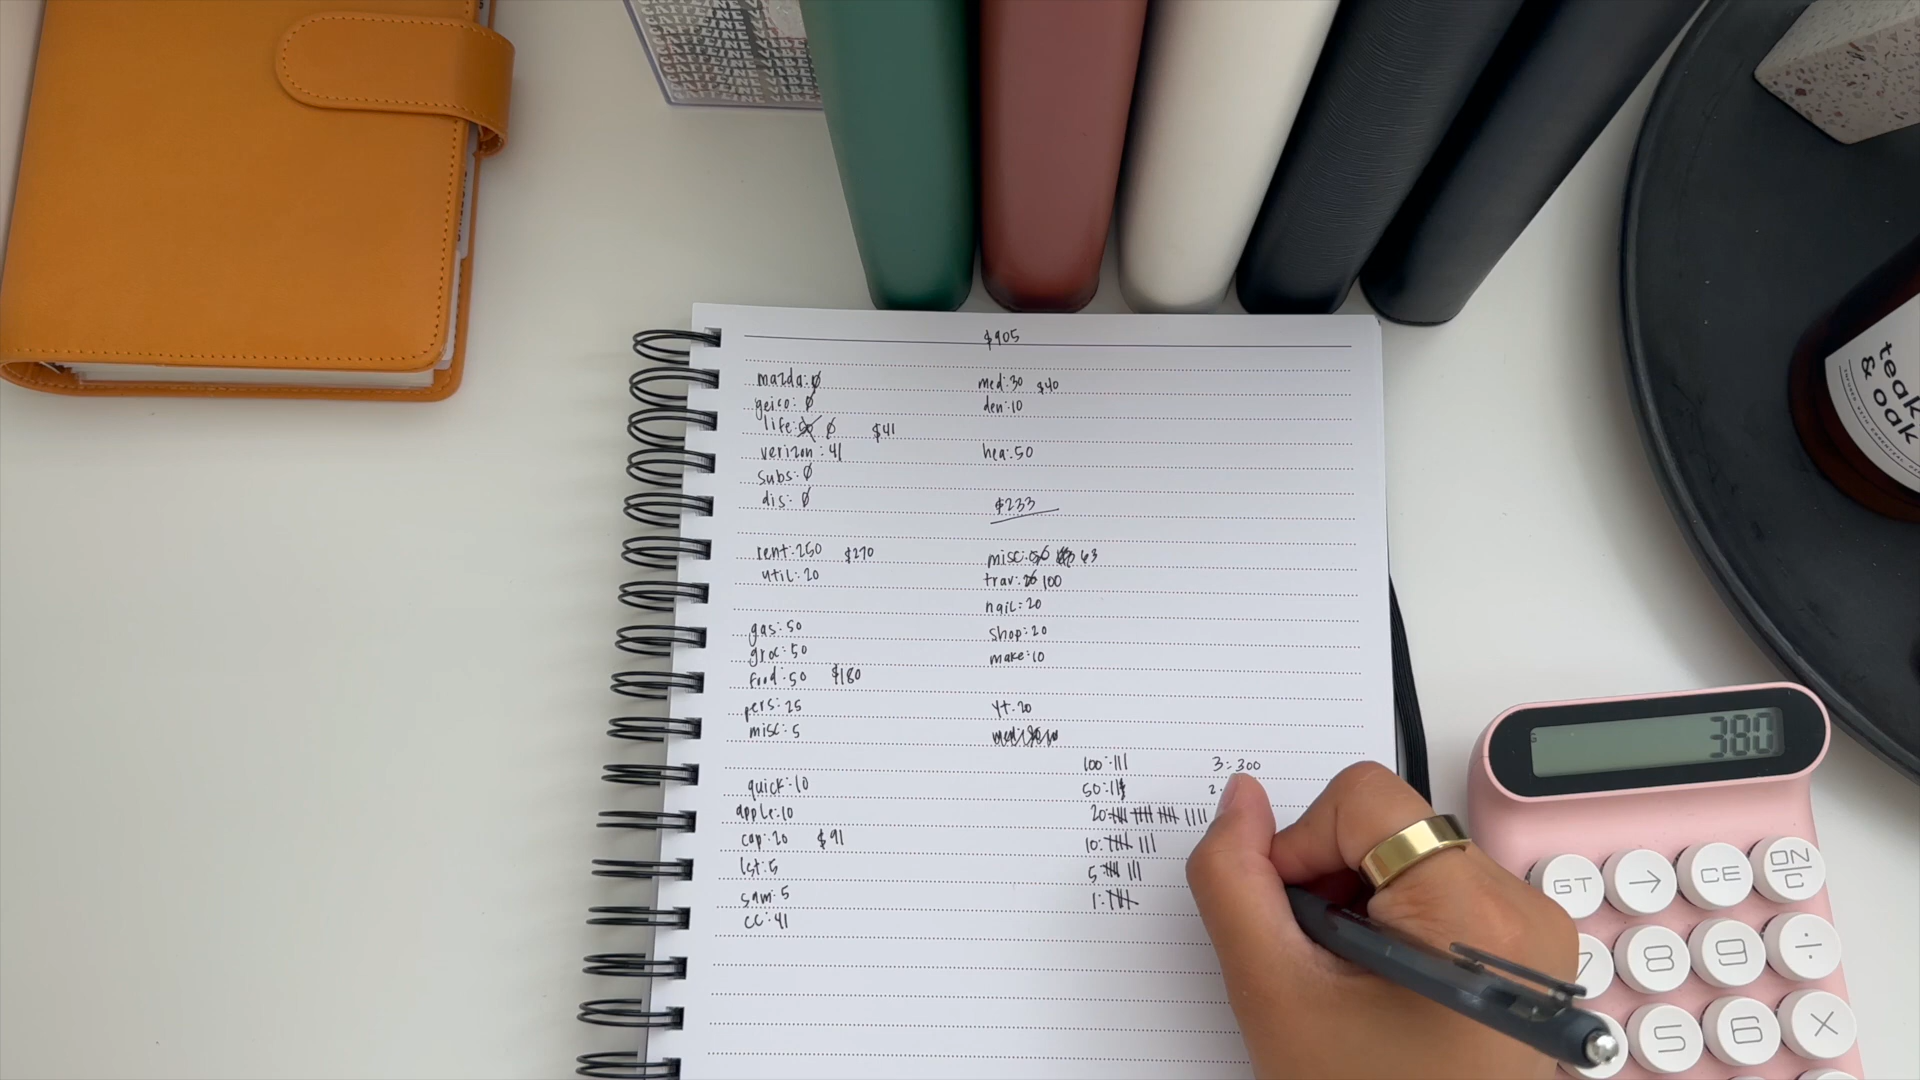 CAFFEINE VIBES
$905
mazda: ø
geico: ø
life: ø $41
verizon: 41
subs: ø
dis: ø
rent: 250 $270
util: 20
gas: 50
groc: 50
food: 50 $180
pers: 25
misc: 5
quick: 10
apple: 10
cap: 20 $91
lst: 5
sam: 5
cc: 41
med: 30 $40
den: 10
hea: 50
$233
misc: 63
trav: 100
nail: 20
shop: 20
make: 10
yt: 20
100: 3: 300
50: 2
20:
10:
5:
1:
teak
& oak
380
G
GT → CE ON/C
8 9 ÷
5 6 ×